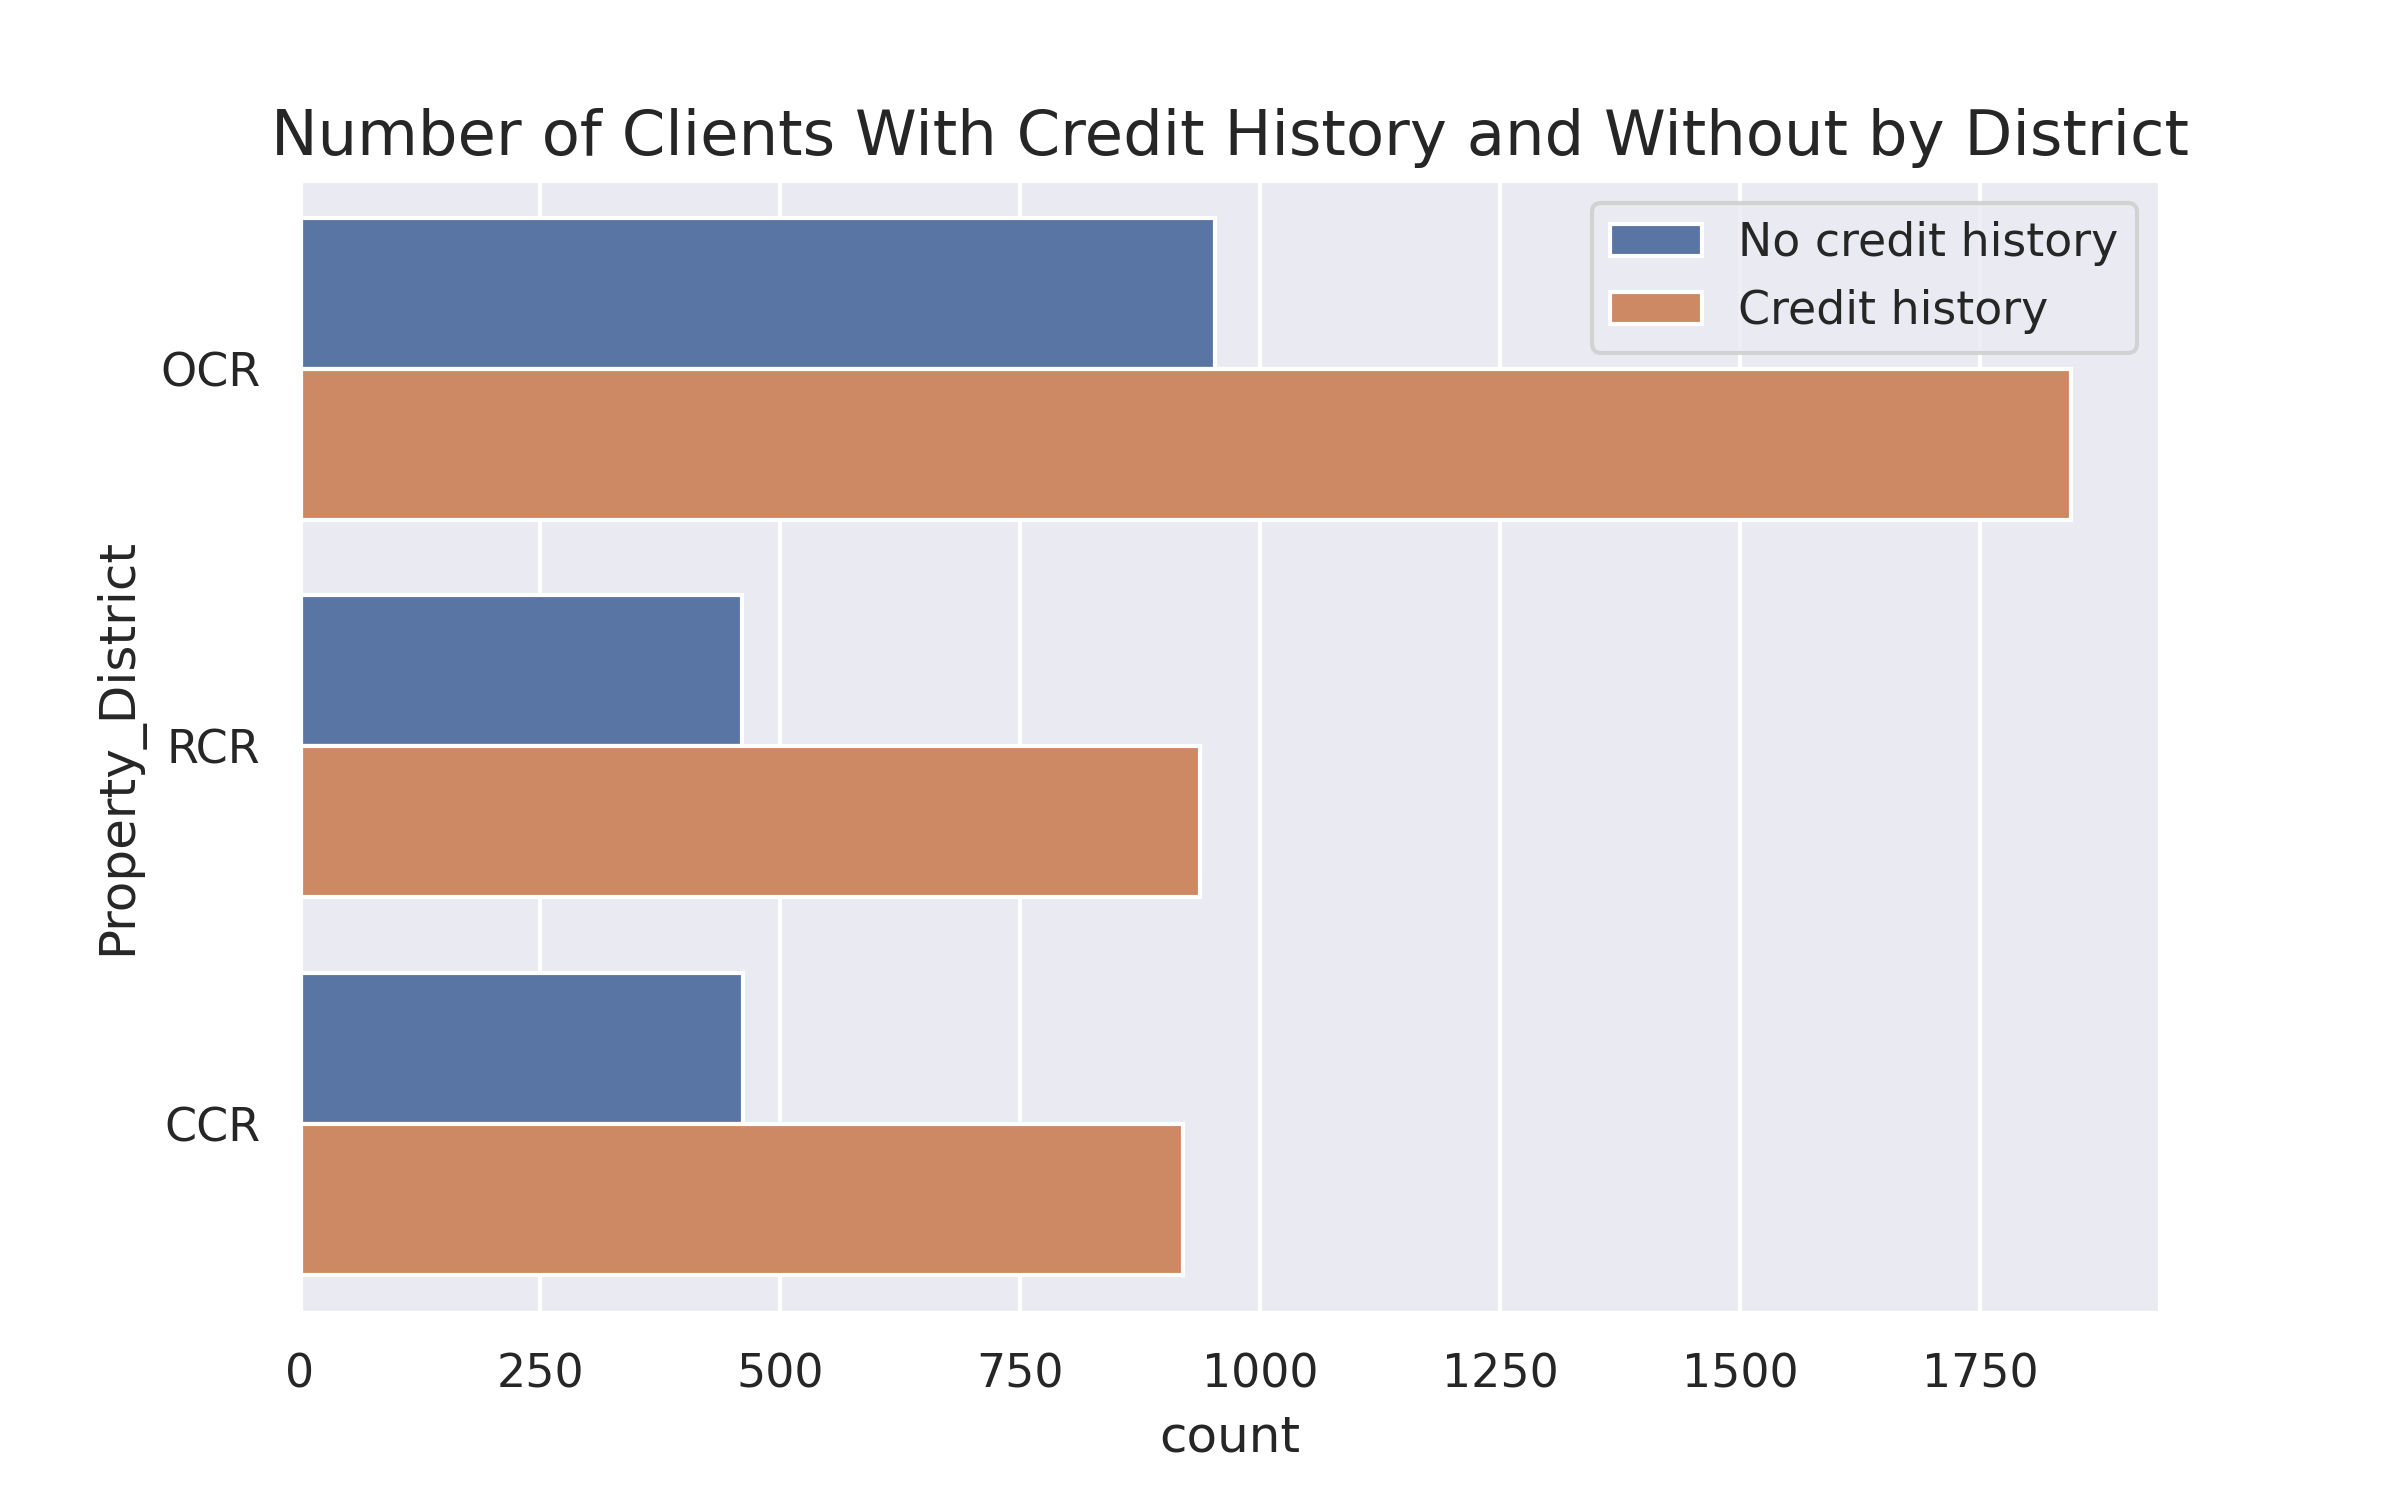 Number of Clients With Credit History and Without by District
No credit history
Credit history
OCR
RCR
CCR
Property_District
0 250 500 750 1000 1250 1500 1750
count